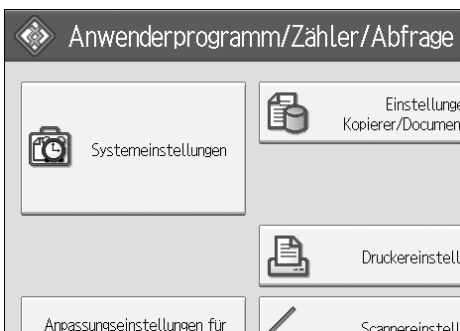 Anwenderprogramm/Zähler/Abfrage
Systemeinstellungen
Einstellunge
Kopierer/Documen
Druckereinstell
Anpassungseinstellungen für
Scannereinstell